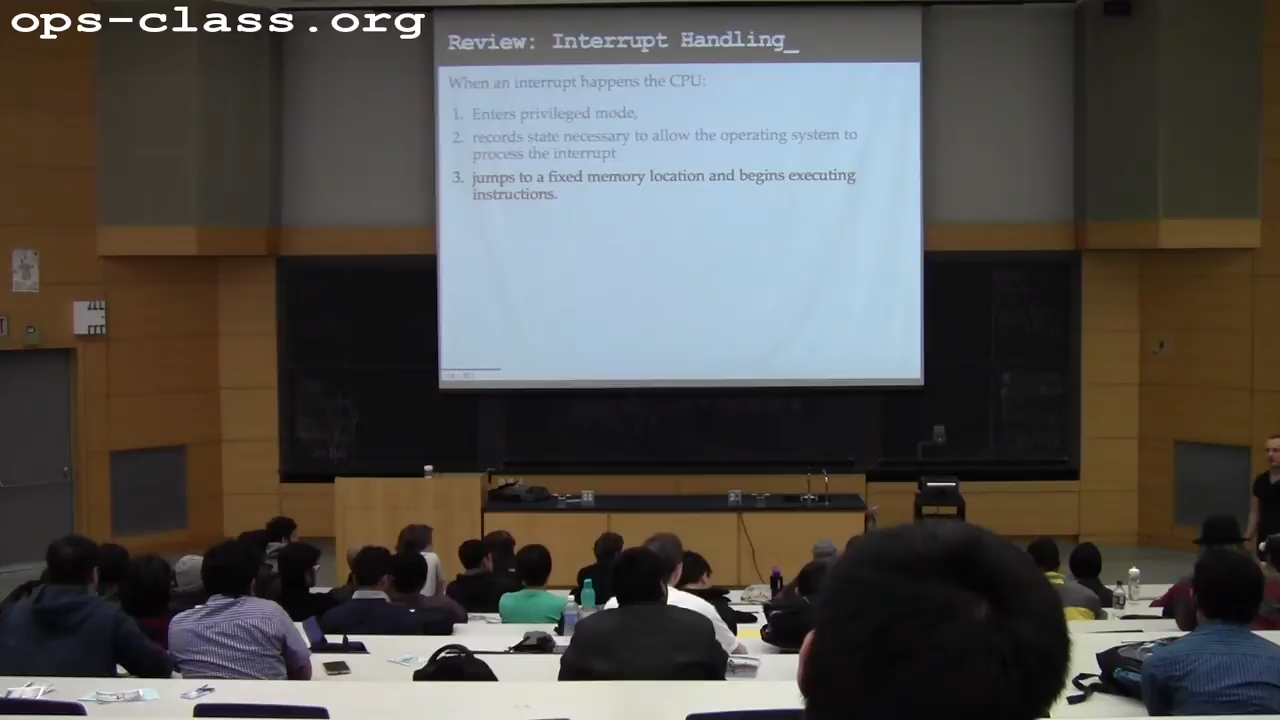 ops-class.org
Review: Interrupt Handling_
When an interrupt happens the CPU:
1. Enters privileged mode,
2. records state necessary to allow the operating system to
process the interrupt
3. jumps to a fixed memory location and begins executing
instructions.